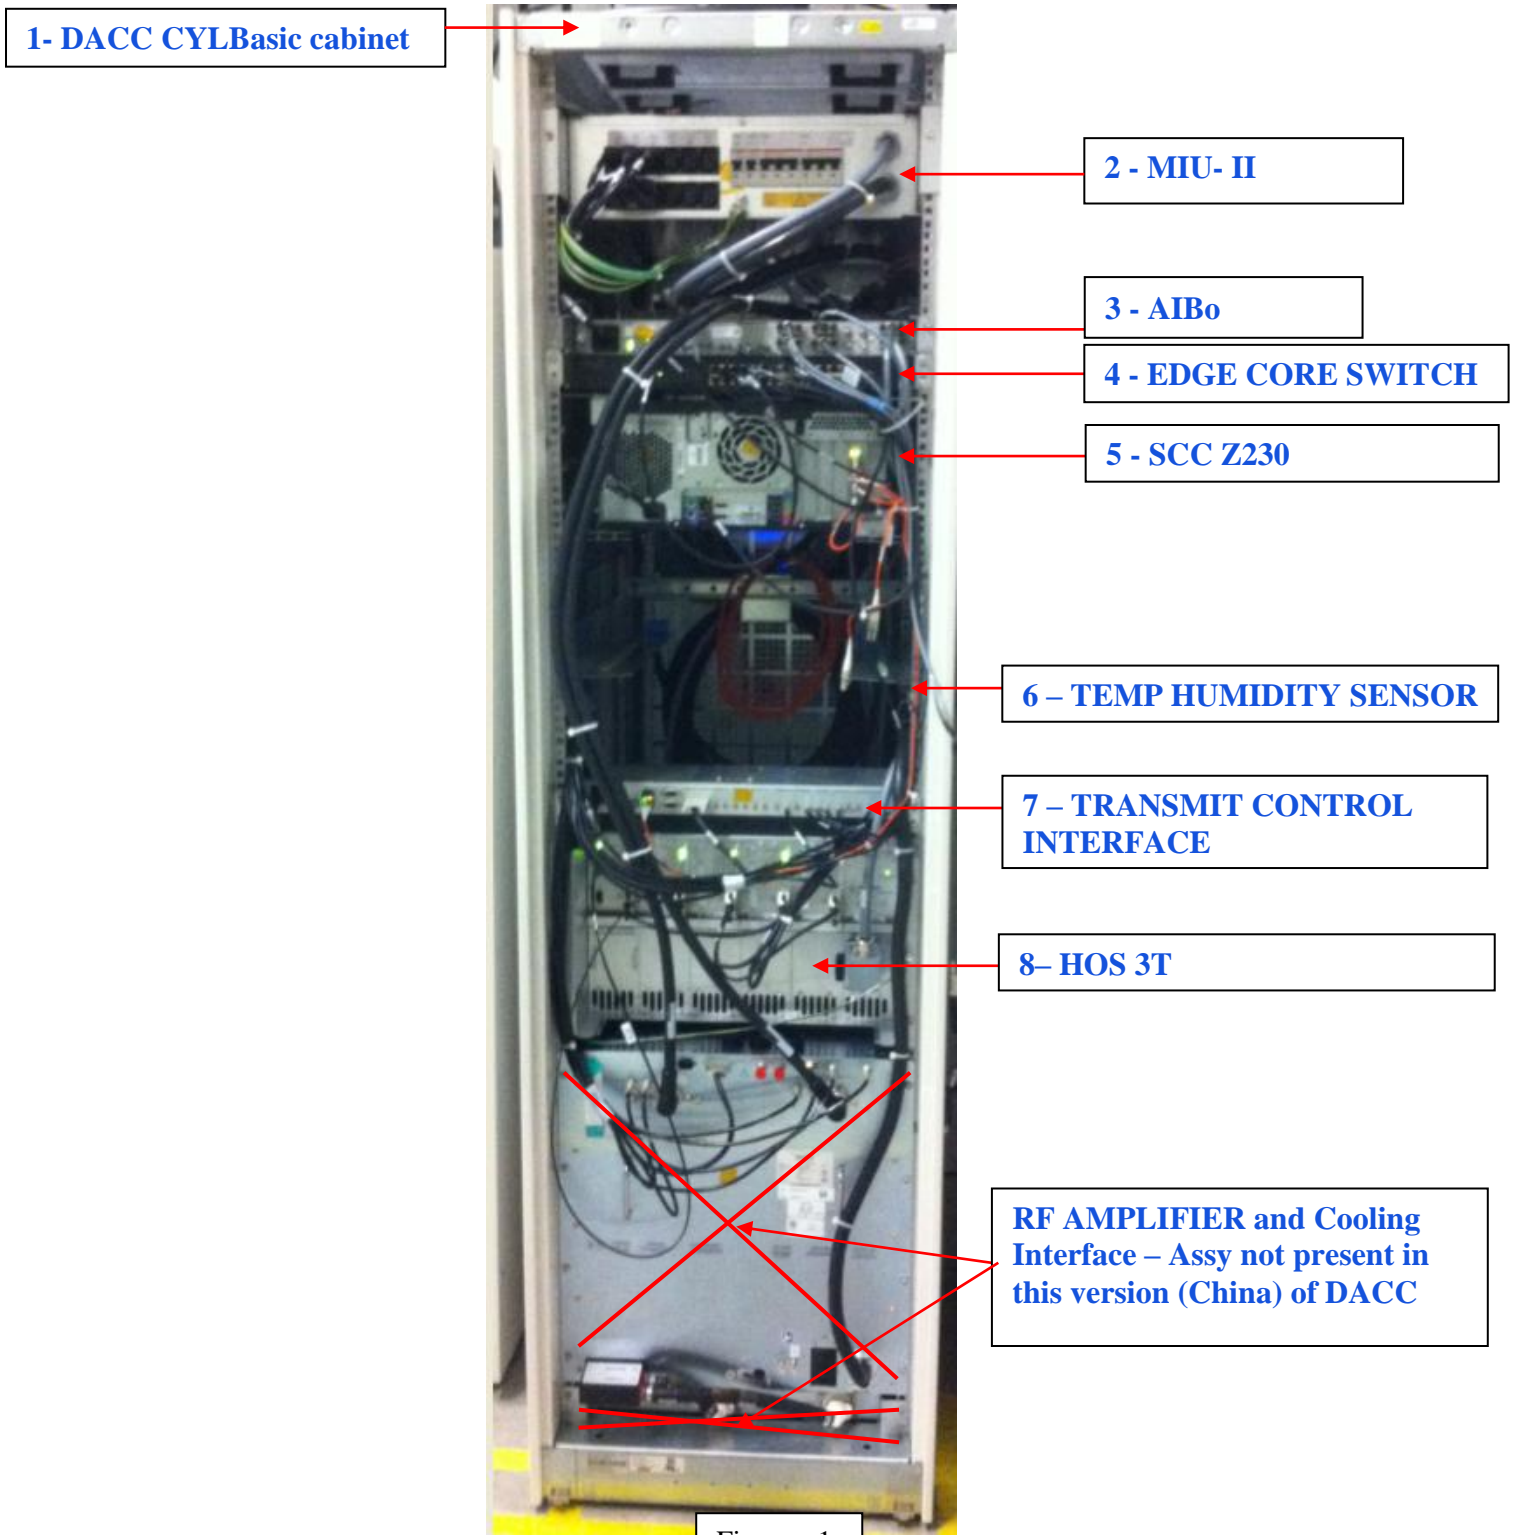 1- DACC CYLBasic cabinet
2 - MIU- II
3 - AIBo
4 - EDGE CORE SWITCH
5 - SCC Z230
6 – TEMP HUMIDITY SENSOR
7 – TRANSMIT CONTROL
INTERFACE
8– HOS 3T
RF AMPLIFIER and Cooling
Interface – Assy not present in
this version (China) of DACC